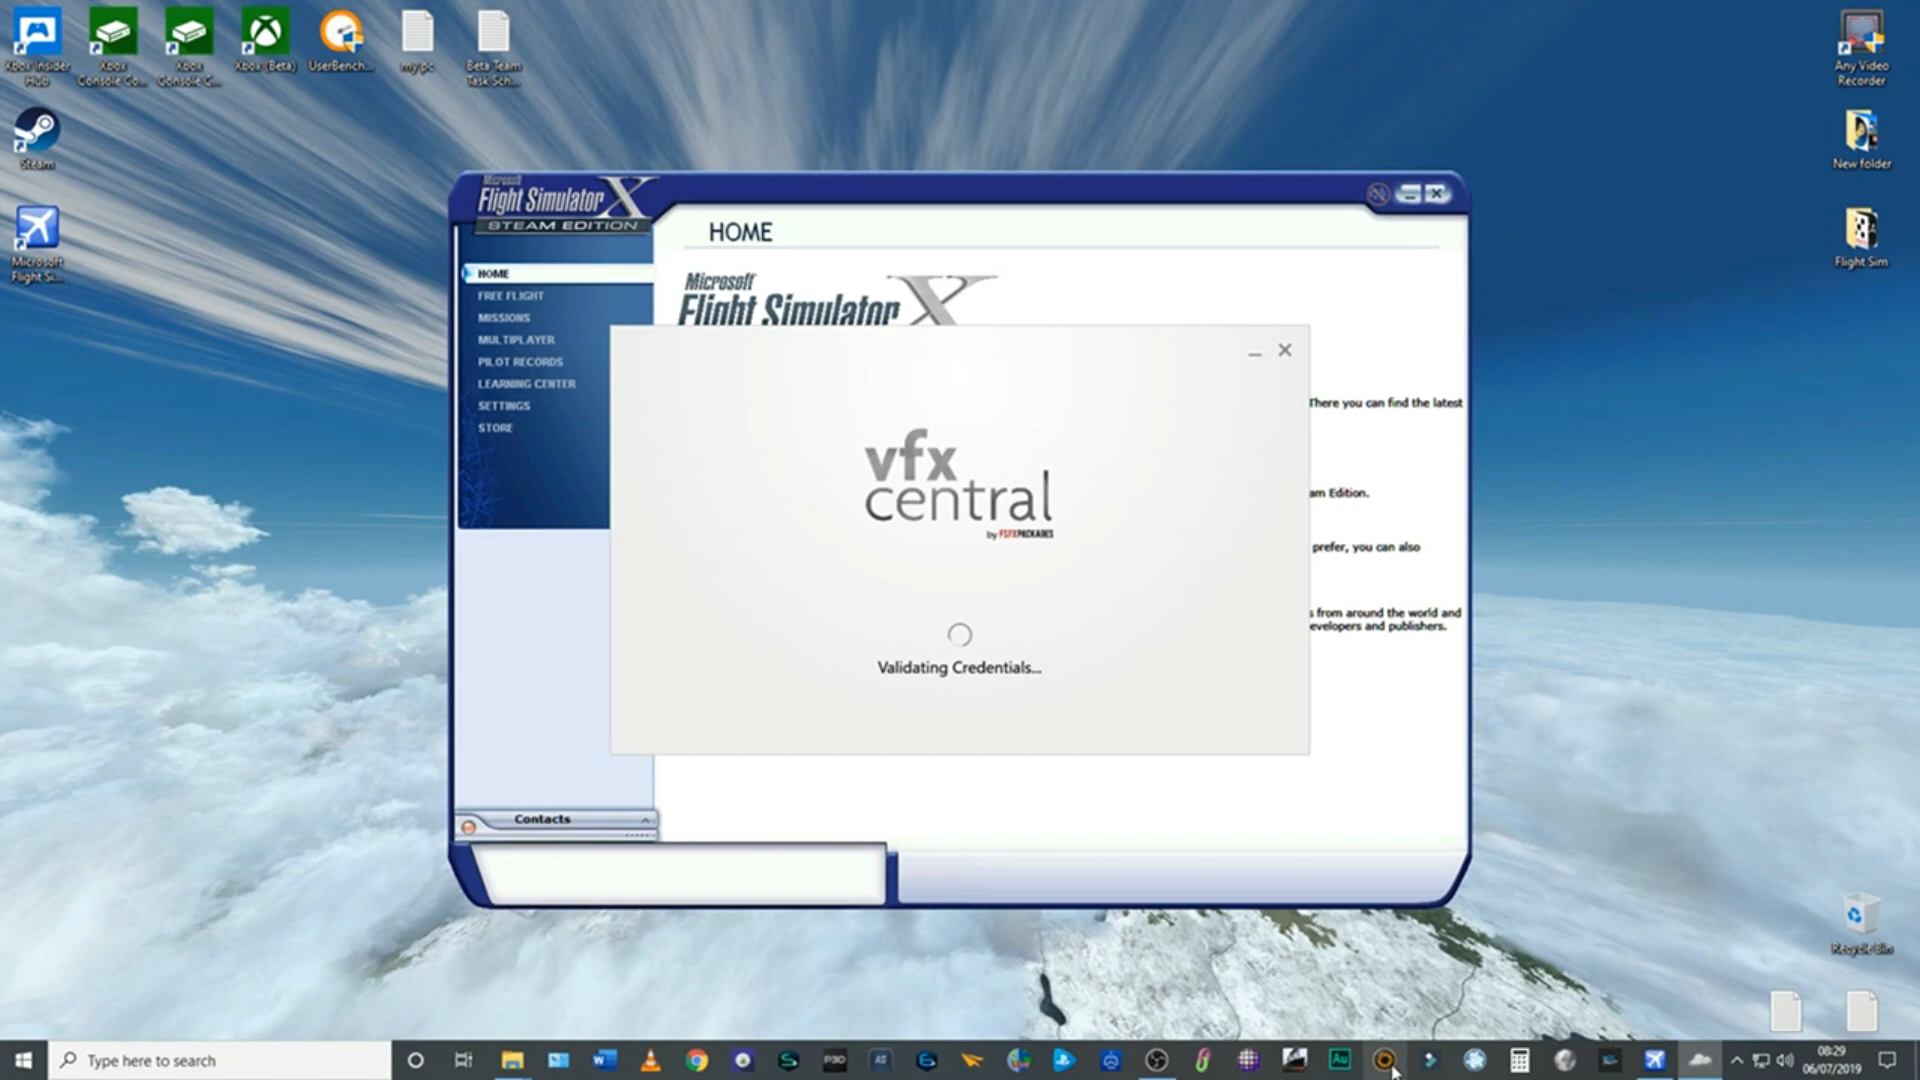 Xbox Insider
Hub
Xbox
Console Co...
Xbox
Console C...
Xbox (Beta)
UserBench...
my pc
Beta Team
Task Sch...
Any Video
Recorder
Steam
New folder
Microsoft
Flight Si...
Flight Sim
Microsoft
Flight Simulator X
STEAM EDITION
HOME
HOME
FREE FLIGHT
MISSIONS
MULTIPLAYER
PILOT RECORDS
LEARNING CENTER
SETTINGS
STORE
Microsoft
Flight Simulator X
There you can find the latest
am Edition.
prefer, you can also
s from around the world and
evelopers and publishers.
vfx
central
by FSFXPACKAGES
Validating Credentials...
Contacts
Recycle Bin
Type here to search
P3D
AS
Au
08:29
06/07/2019